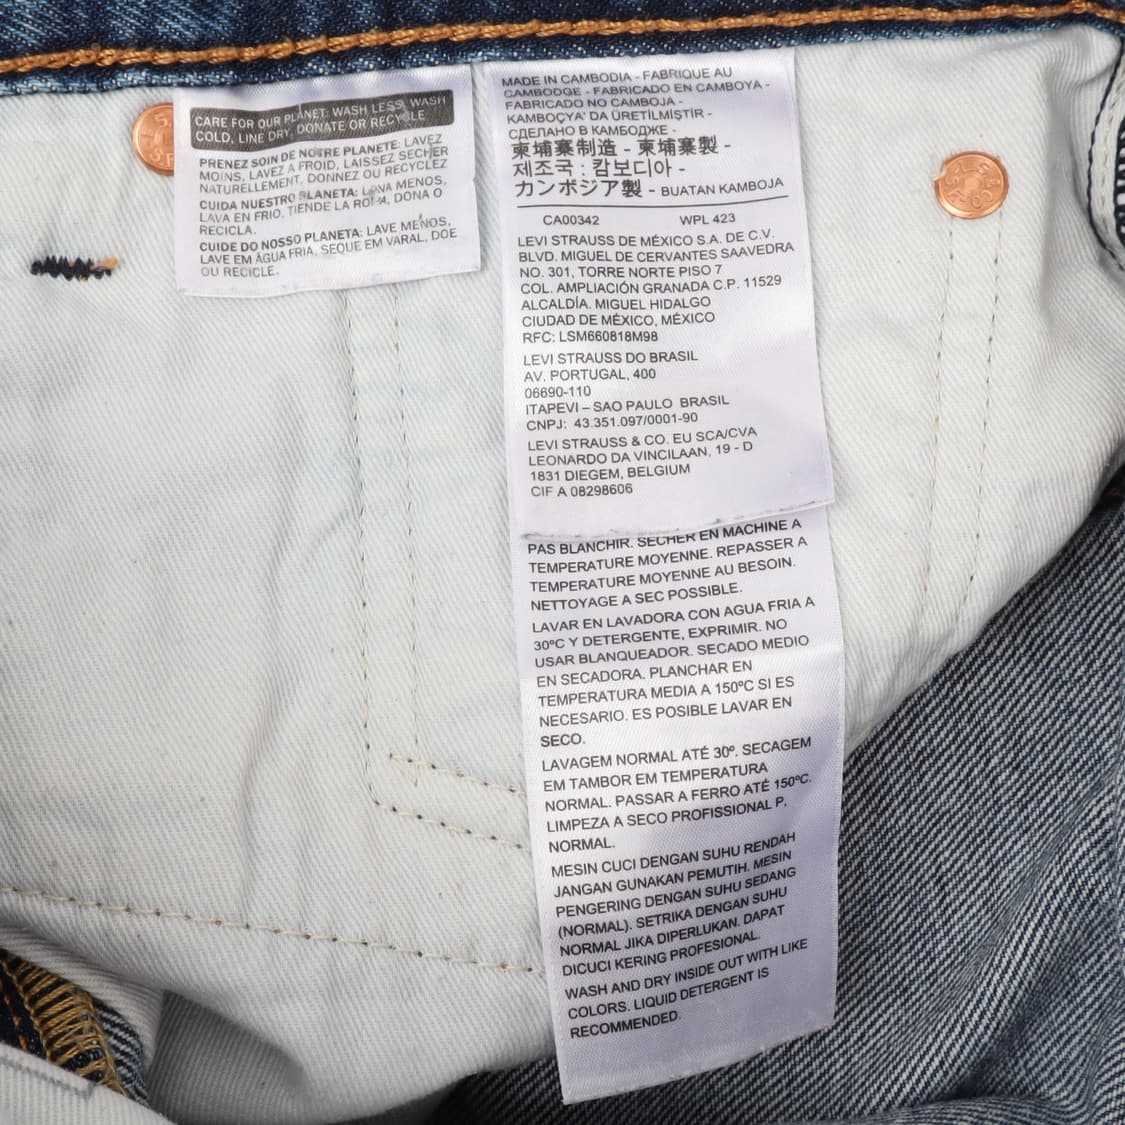 CARE FOR OUR PLANET: WASH LESS, WASH
COLD, LINE DRY, DONATE OR RECYCLE
PRENEZ SOIN DE NOTRE PLANETE: LAVEZ
MOINS, LAVEZ A FROID, LAISSEZ SECHER
NATURELLEMENT, DONNEZ OU RECYCLEZ
CUIDA NUESTRO PLANETA: LAVA MENOS,
LAVA EN FRIO, TIENDE LA ROPA, DONA O
RECICLA.
CUIDE DO NOSSO PLANETA: LAVE MENOS,
LAVE EM ÁGUA FRIA, SEQUE EM VARAL, DOE
OU RECICLE.
MADE IN CAMBODIA - FABRIQUE AU
CAMBODGE - FABRICADO EN CAMBOYA -
FABRICADO NO CAMBOJA -
KAMBOÇYA' DA ÜRETİLMİŞTİR -
СДЕЛАНО В КАМБОДЖЕ -
柬埔寨制造 - 柬埔寨製 -
제조국 : 캄보디아 -
カンボジア製 - BUATAN KAMBOJA
CA00342 WPL 423
LEVI STRAUSS DE MÉXICO S.A. DE C.V.
BLVD. MIGUEL DE CERVANTES SAAVEDRA
NO. 301, TORRE NORTE PISO 7
COL. AMPLIACIÓN GRANADA C.P. 11529
ALCALDÍA. MIGUEL HIDALGO
CIUDAD DE MÉXICO, MÉXICO
RFC: LSM660818M98
LEVI STRAUSS DO BRASIL
AV. PORTUGAL, 400
06690-110
ITAPEVI – SAO PAULO BRASIL
CNPJ: 43.351.097/0001-90
LEVI STRAUSS & CO. EU SCA/CVA
LEONARDO DA VINCILAAN, 19 - D
1831 DIEGEM, BELGIUM
CIF A 08298606
PAS BLANCHIR. SECHER EN MACHINE A
TEMPERATURE MOYENNE. REPASSER A
TEMPERATURE MOYENNE AU BESOIN.
NETTOYAGE A SEC POSSIBLE.
LAVAR EN LAVADORA CON AGUA FRIA A
30ºC Y DETERGENTE, EXPRIMIR. NO
USAR BLANQUEADOR. SECADO MEDIO
EN SECADORA. PLANCHAR EN
TEMPERATURA MEDIA A 150ºC SI ES
NECESARIO. ES POSIBLE LAVAR EN
SECO.
LAVAGEM NORMAL ATÉ 30º. SECAGEM
EM TAMBOR EM TEMPERATURA
NORMAL. PASSAR A FERRO ATÉ 150ºC.
LIMPEZA A SECO PROFISSIONAL P,
NORMAL.
MESIN CUCI DENGAN SUHU RENDAH
JANGAN GUNAKAN PEMUTIH. MESIN
PENGERING DENGAN SUHU SEDANG
(NORMAL). SETRIKA DENGAN SUHU
NORMAL JIKA DIPERLUKAN. DAPAT
DICUCI KERING PROFESIONAL.
WASH AND DRY INSIDE OUT WITH LIKE
COLORS. LIQUID DETERGENT IS
RECOMMENDED.